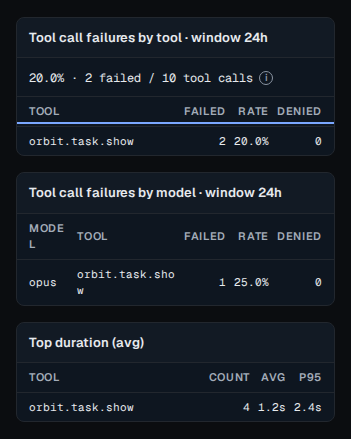 Tool call failures by tool · window 24h
20.0% · 2 failed / 10 tool calls ⓘ
TOOL FAILED RATE DENIED
orbit.task.show 2 20.0% 0
Tool call failures by model · window 24h
MODE
L TOOL FAILED RATE DENIED
opus orbit.task.sho
w 1 25.0% 0
Top duration (avg)
TOOL COUNT AVG P95
orbit.task.show 4 1.2s 2.4s